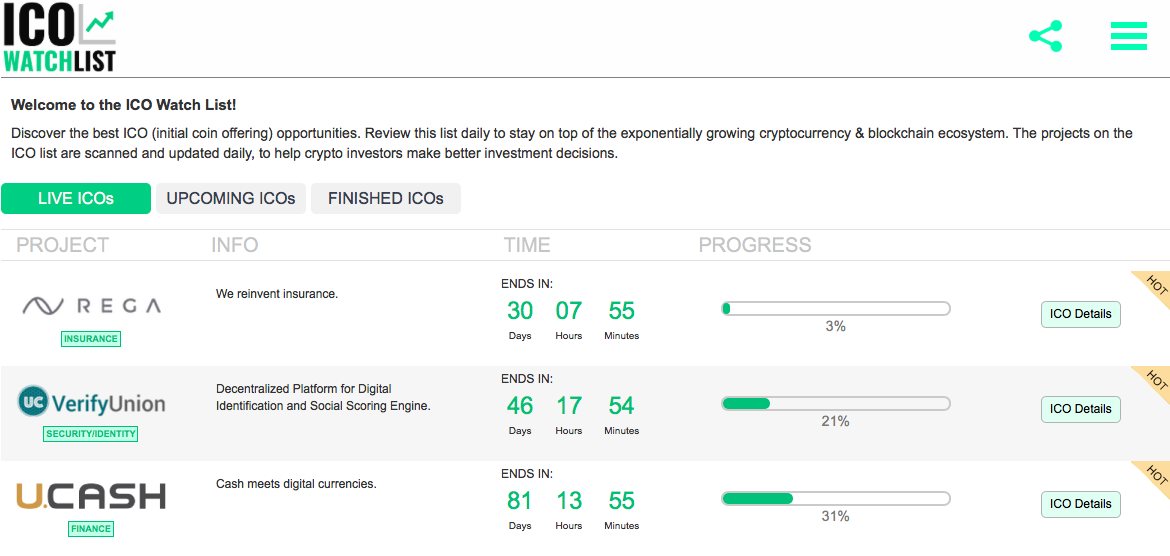 ICO
WATCHLIST
Welcome to the ICO Watch List!
Discover the best ICO (initial coin offering) opportunities. Review this list daily to stay on top of the exponentially growing cryptocurrency & blockchain ecosystem. The projects on the
ICO list are scanned and updated daily, to help crypto investors make better investment decisions.
LIVE ICOs UPCOMING ICOs FINISHED ICOs
PROJECT INFO TIME PROGRESS
REGA
INSURANCE
We reinvent insurance.
ENDS IN:
30 07 55
Days Hours Minutes
3%
ICO Details
HOT
UC VerifyUnion
SECURITY/IDENTITY
Decentralized Platform for Digital
Identification and Social Scoring Engine.
ENDS IN:
46 17 54
Days Hours Minutes
21%
ICO Details
HOT
U.CASH
FINANCE
Cash meets digital currencies.
ENDS IN:
81 13 55
Days Hours Minutes
31%
ICO Details
HOT